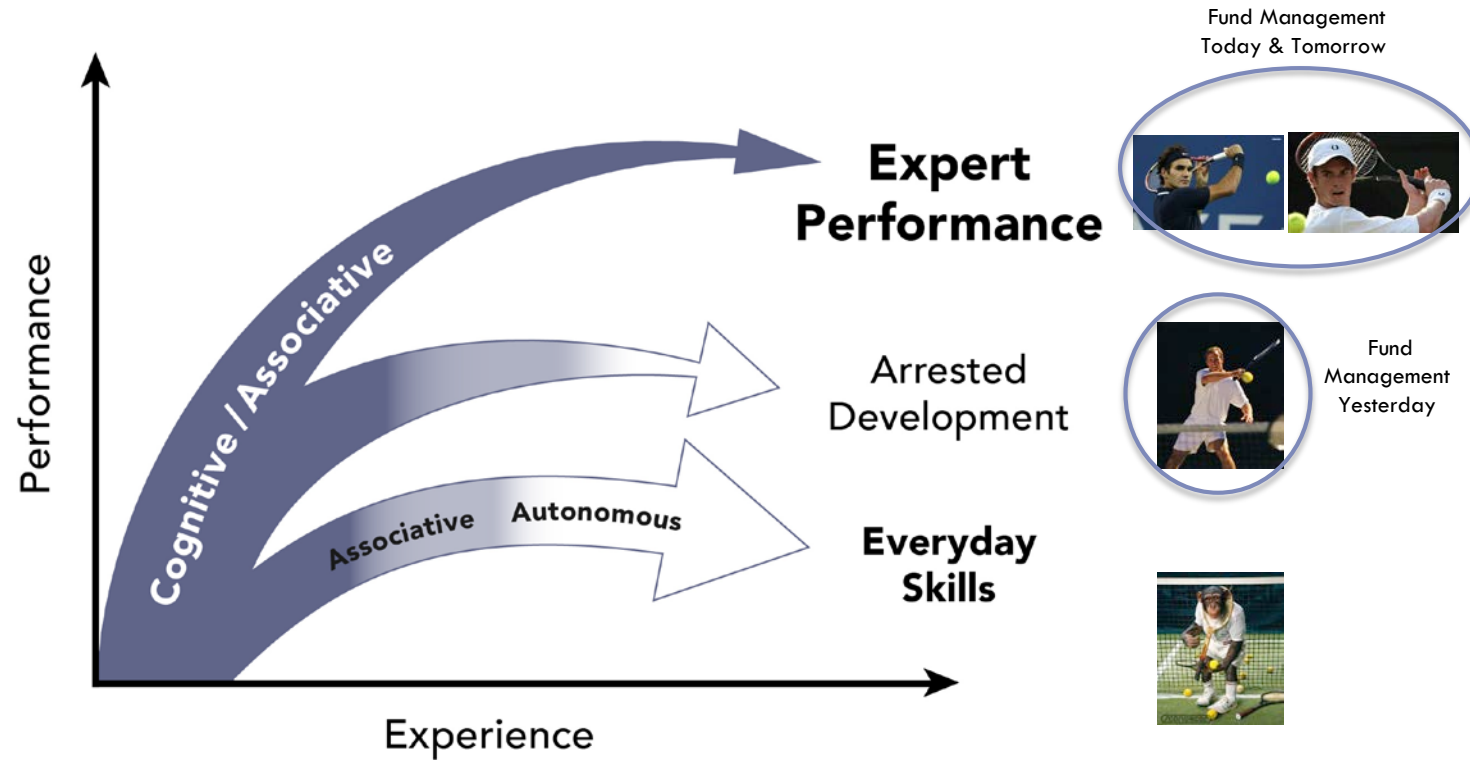 Fund Management
Today & Tomorrow
Expert
Performance
Cognitive / Associative
Performance
Arrested
Development
Fund
Management
Yesterday
Associative
Autonomous
Everyday
Skills
Experience